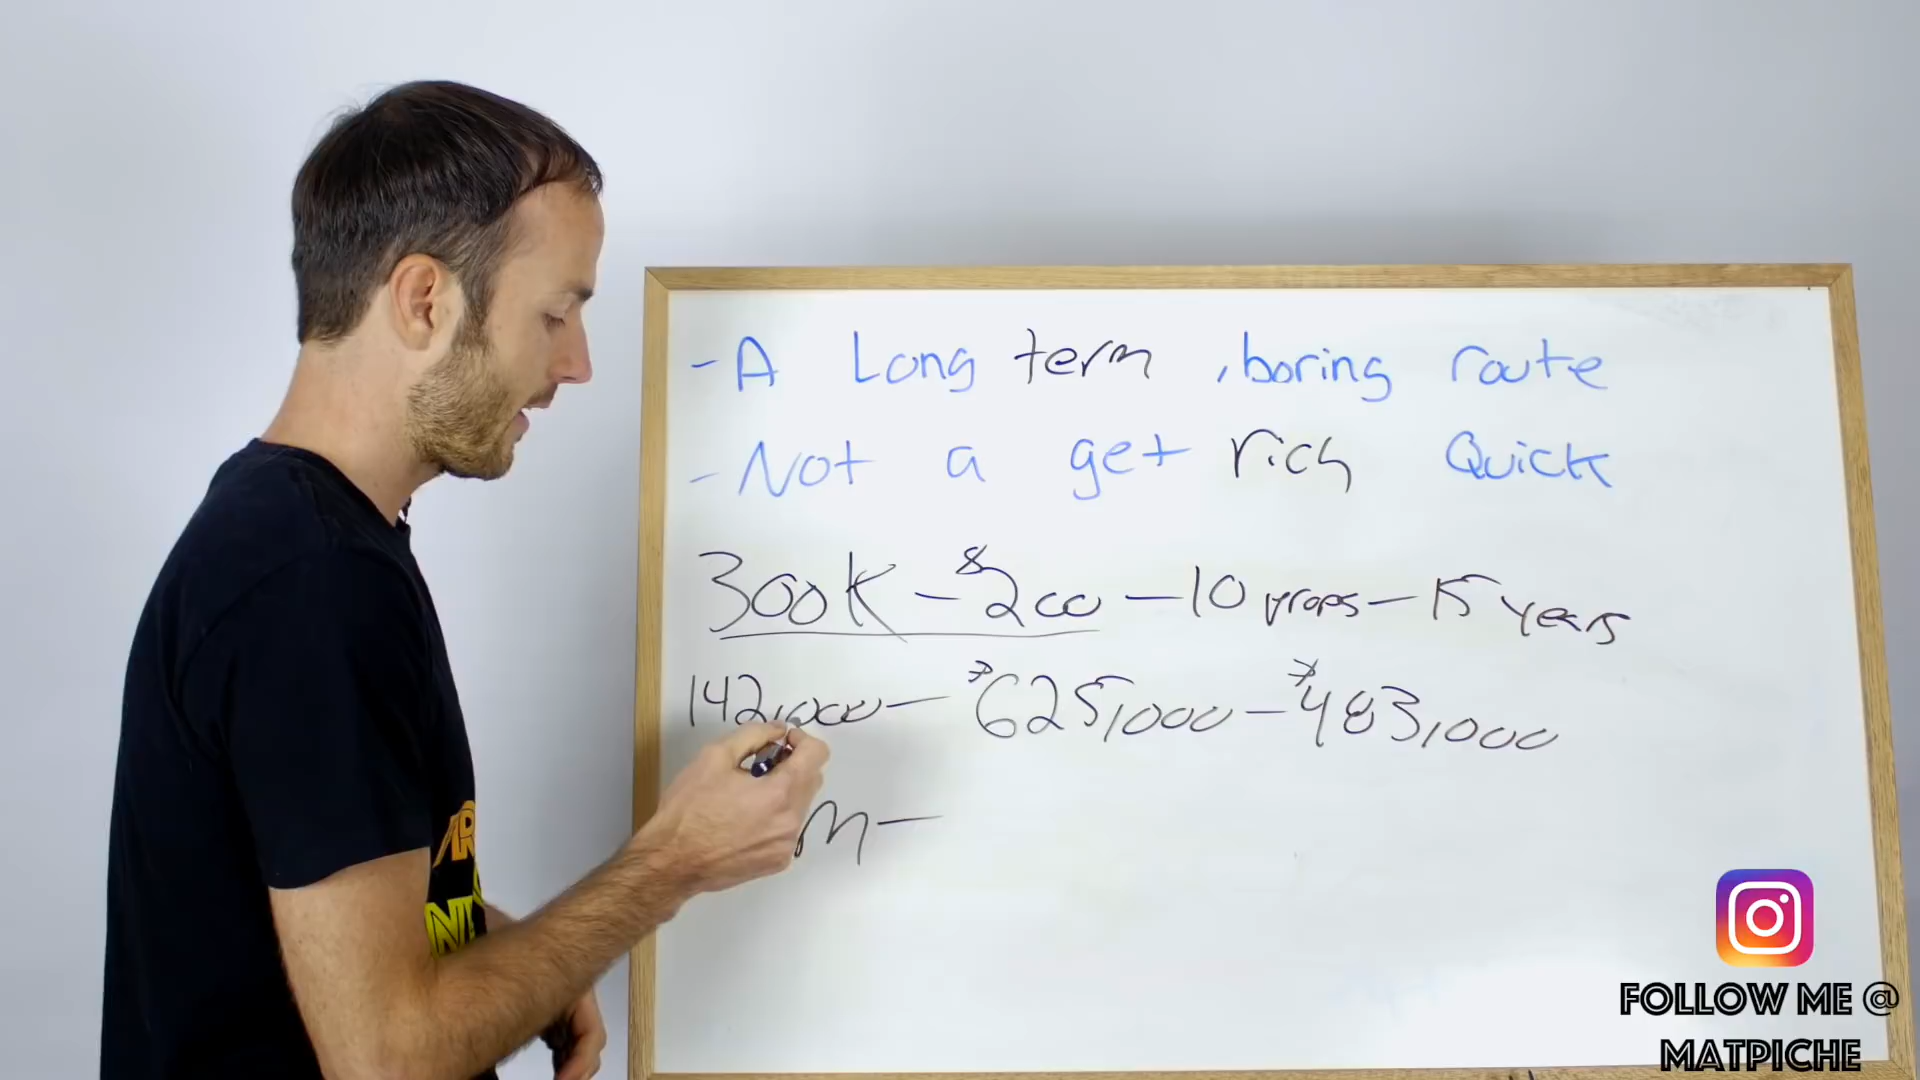 - A Long term , boring route
- Not a get rich Quick
300K - $200 - 10 props - 15 years
142,000 - $625,000 - $483,000
m -
FOLLOW ME @
MATPICHE